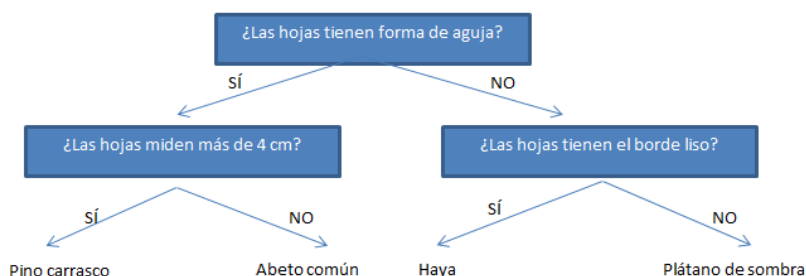 ¿Las hojas tienen forma de aguja?
SÍ
NO
¿Las hojas miden más de 4 cm?
¿Las hojas tienen el borde liso?
SÍ
NO
SÍ
NO
Pino carrasco
Abeto común
Haya
Plátano de sombra